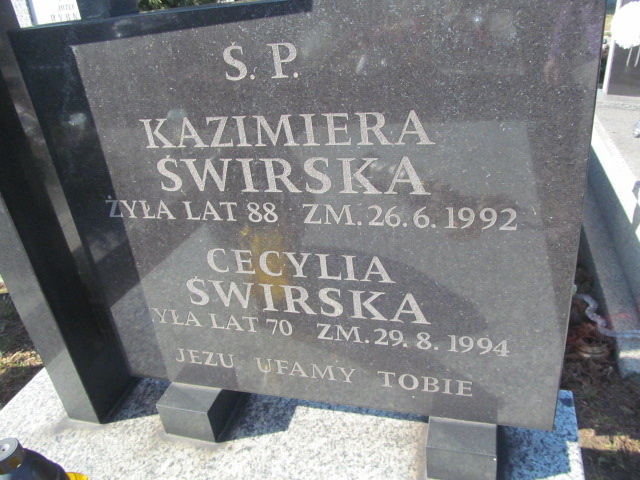 Ś. P.
KAZIMIERA
ŚWIRSKA
ŻYŁA LAT 88 ZM. 26.6.1992
CECYLIA
ŚWIRSKA
ŻYŁA LAT 70 ZM. 29.8.1994
JEZU UFAMY TOBIE